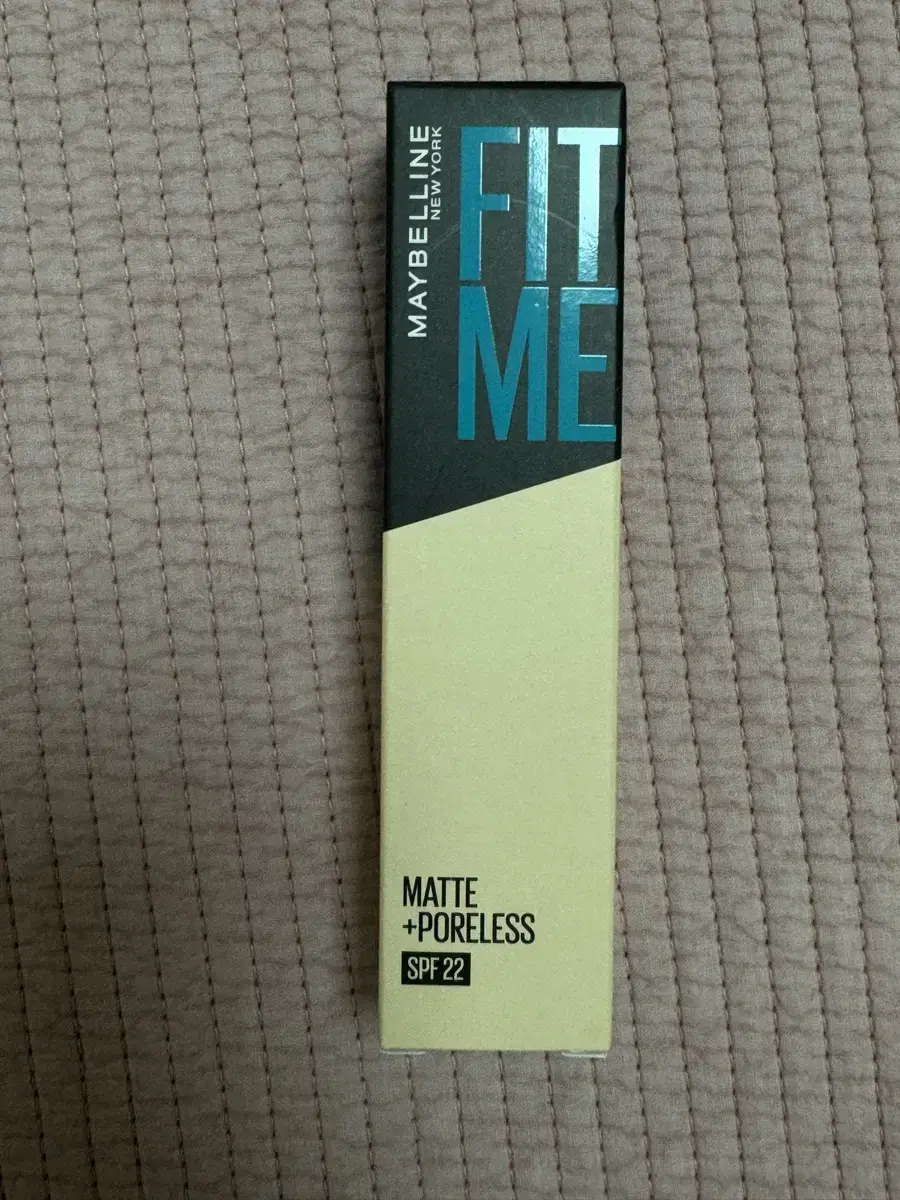 MAYBELLINE
NEW YORK
FIT
ME
MATTE
+PORELESS
SPF 22